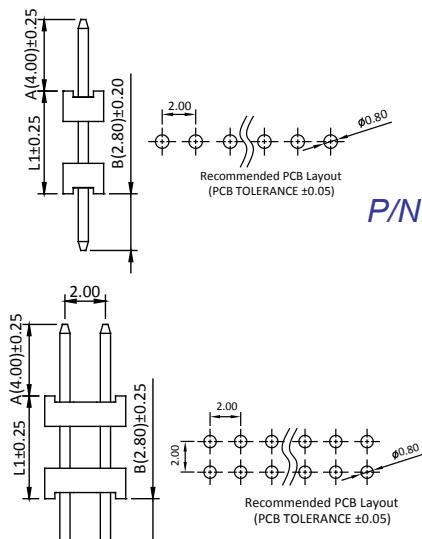 A(4.00)±0.25
L1±0.25
B(2.80)±0.20
2.00
ϕ0.80
Recommended PCB Layout
(PCB TOLERANCE ±0.05)
P/N
2.00
A(4.00)±0.25
L1±0.25
B(2.80)±0.25
2.00
2.00
ϕ0.80
Recommended PCB Layout
(PCB TOLERANCE ±0.05)